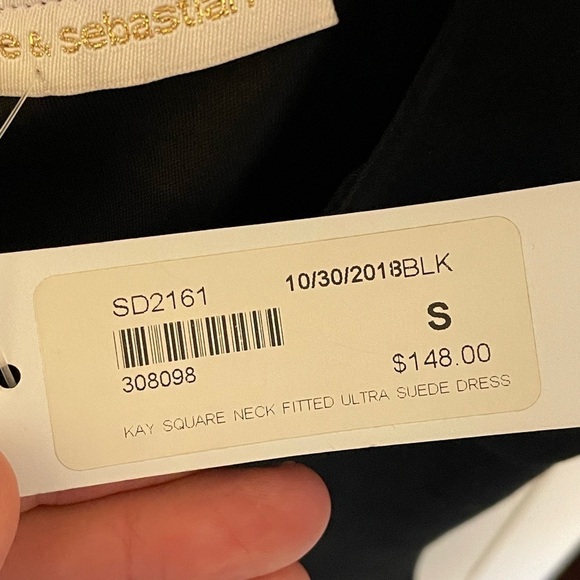 e & sebastian
SD2161
10/30/2018BLK
S
308098
$148.00
KAY SQUARE NECK FITTED ULTRA SUEDE DRESS